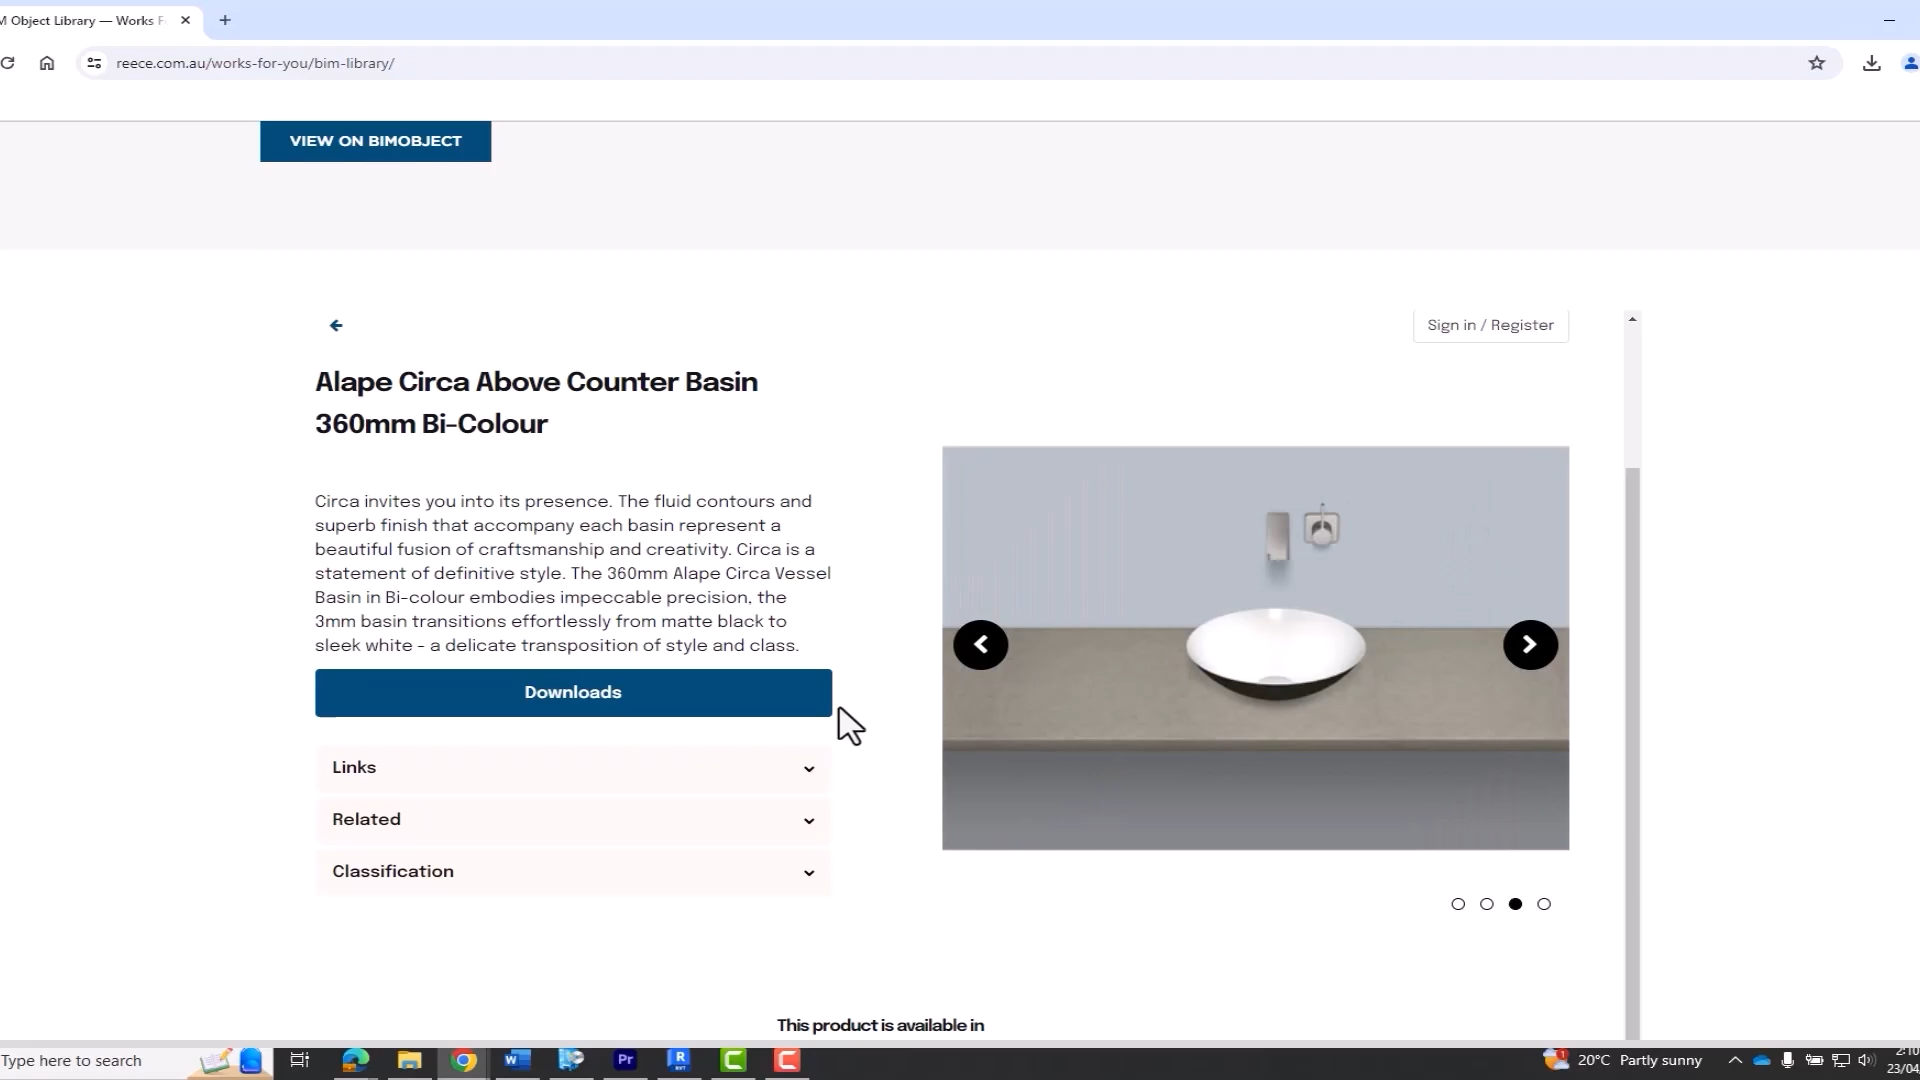 M Object Library — Works F
reece.com.au/works-for-you/bim-library/
VIEW ON BIMOBJECT
Sign in / Register
Alape Circa Above Counter Basin
360mm Bi-Colour
Circa invites you into its presence. The fluid contours and
superb finish that accompany each basin represent a
beautiful fusion of craftsmanship and creativity. Circa is a
statement of definitive style. The 360mm Alape Circa Vessel
Basin in Bi-colour embodies impeccable precision, the
3mm basin transitions effortlessly from matte black to
sleek white - a delicate transposition of style and class.
Downloads
Links
Related
Classification
This product is available in
Type here to search
W
Pr
R
RVT
C
C
1
20°C Partly sunny
2:10
23/04